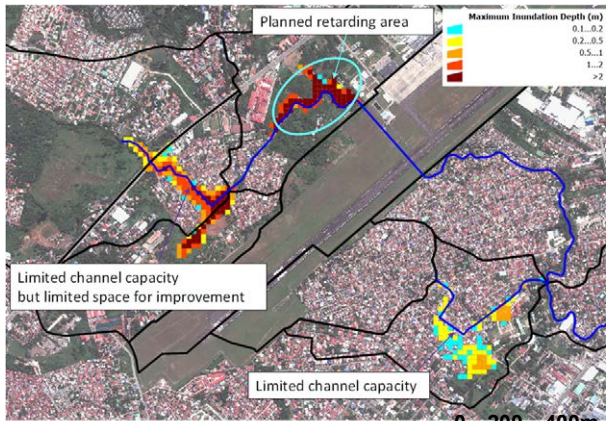 Planned retarding area
Maximum Inundation Depth (m)
0.1...0.2
0.2...0.5
0.5...1
1...2
>2
Limited channel capacity
but limited space for improvement
Limited channel capacity
0 200 400m